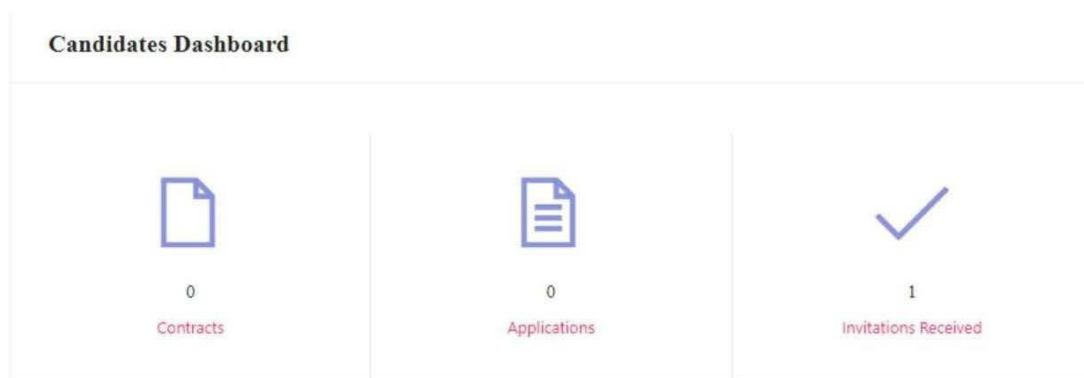 Candidates Dashboard
0
Contracts
0
Applications
1
Invitations Received